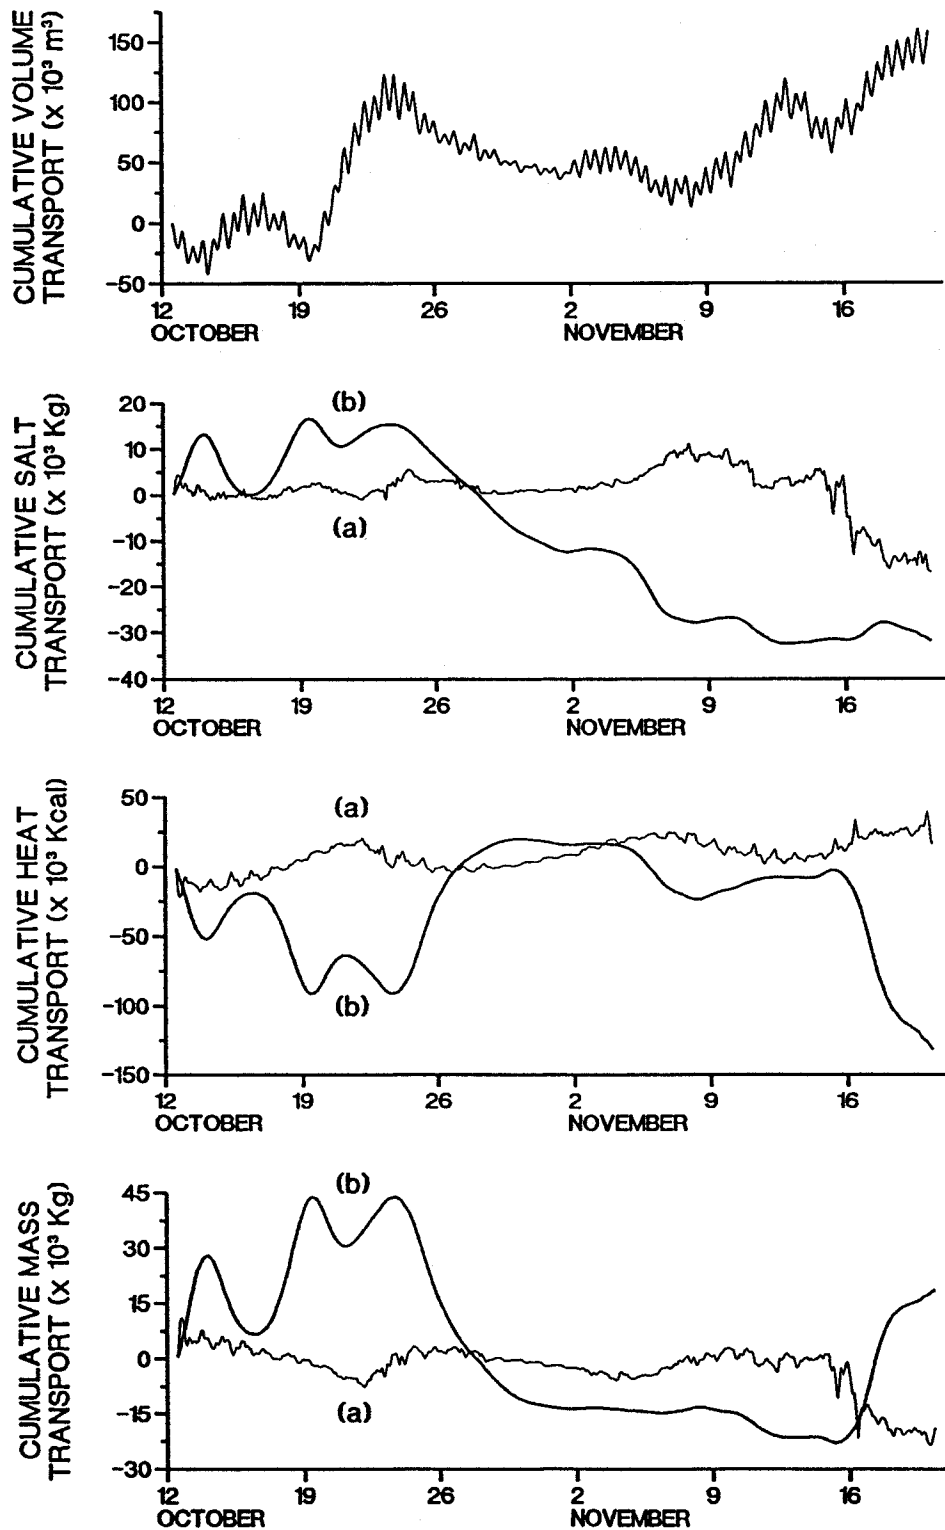 CUMULATIVE VOLUME
TRANSPORT (x 10³ m³)
150
100
50
0
-50
12
19
26
2
9
16
OCTOBER
NOVEMBER
CUMULATIVE SALT
TRANSPORT (x 10³ Kg)
20
10
0
-10
-20
-30
-40
(b)
(a)
12
19
26
2
9
16
OCTOBER
NOVEMBER
CUMULATIVE HEAT
TRANSPORT (x 10³ Kcal)
50
0
-50
-100
-150
(a)
(b)
12
19
26
2
9
16
OCTOBER
NOVEMBER
CUMULATIVE MASS
TRANSPORT (x 10³ Kg)
45
30
15
0
-15
-30
(b)
(a)
12
19
26
2
9
16
OCTOBER
NOVEMBER